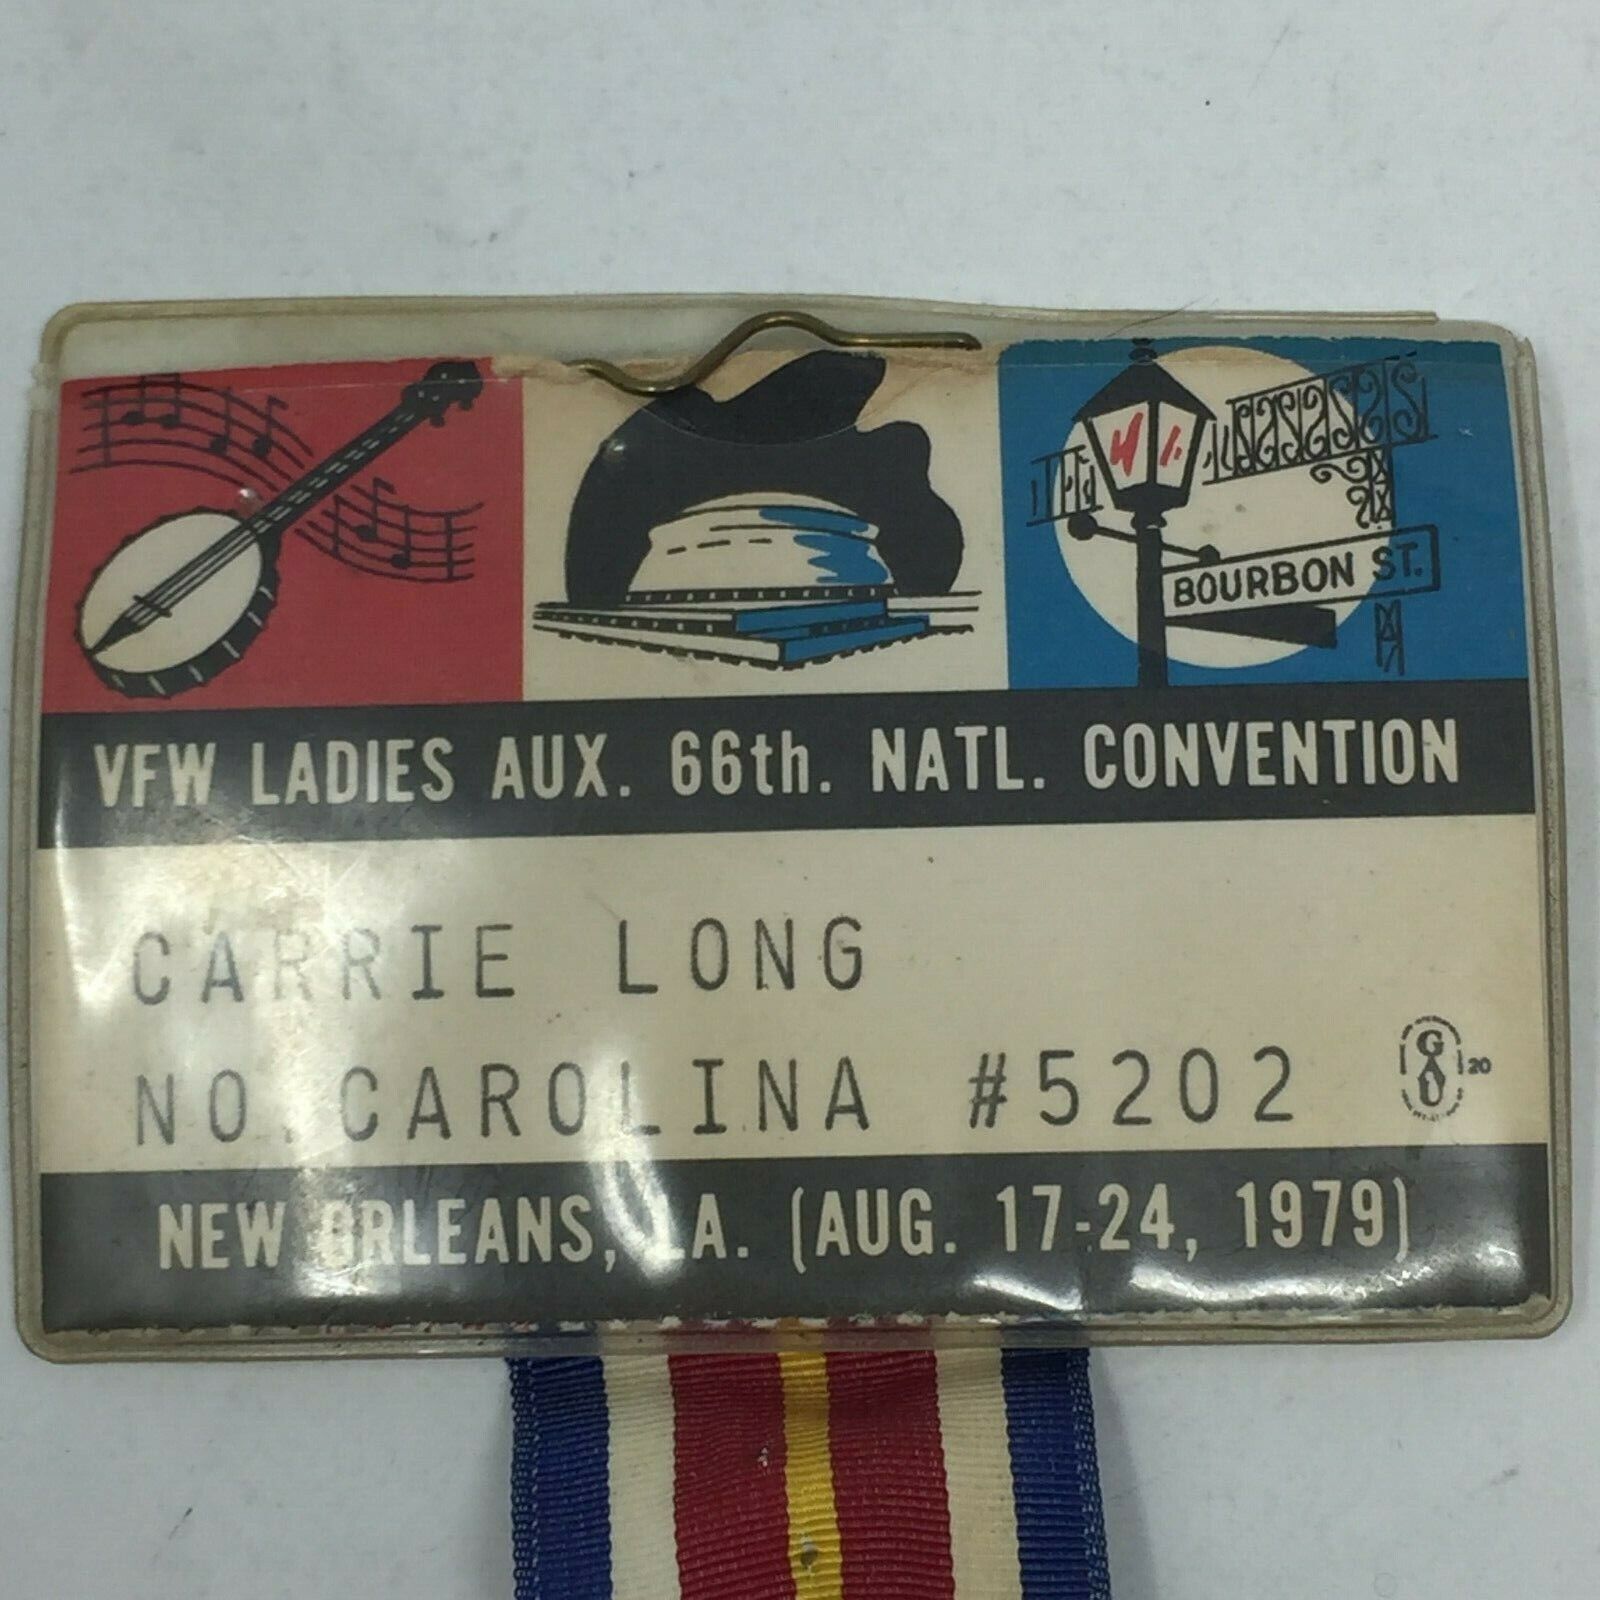 BOURBON ST.
VFW LADIES AUX. 66th. NATL. CONVENTION
CARRIE LONG
NO.CAROLINA #5202
G
U
20
NEW ORLEANS, LA. (AUG. 17-24, 1979)